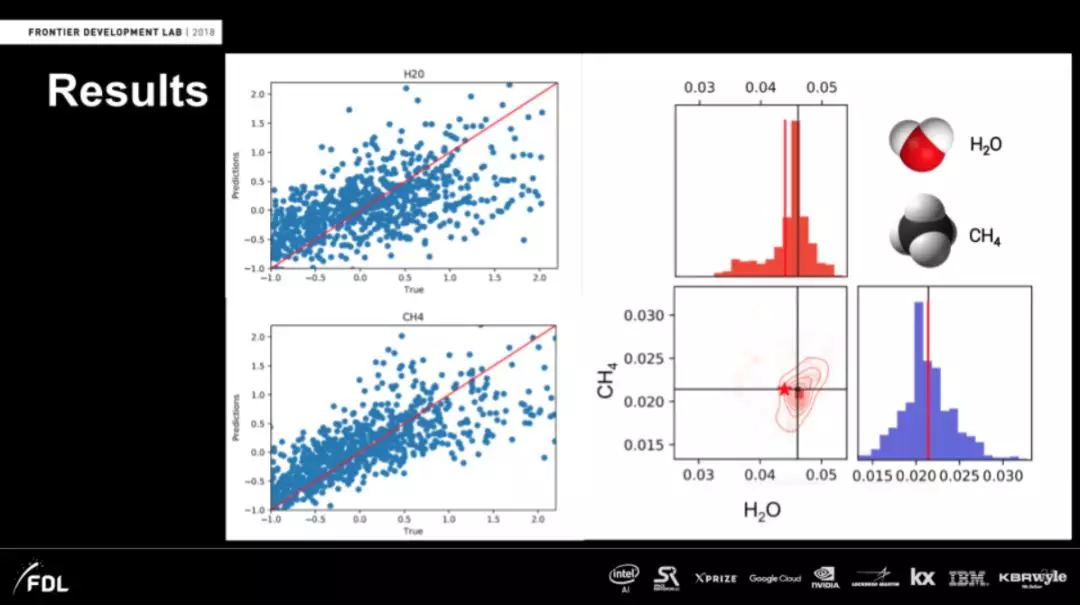 FRONTIER DEVELOPMENT LAB | 2018
Results
H20
Predictions
2.0
1.5
1.0
0.5
0.0
−0.5
−1.0
−1.0 −0.5 0.0 0.5 1.0 1.5 2.0
True
CH4
Predictions
2.0
1.5
1.0
0.5
0.0
−0.5
−1.0
−1.0 −0.5 0.0 0.5 1.0 1.5 2.0
True
0.03 0.04 0.05
H₂O
CH₄
CH₄
0.030
0.025
0.020
0.015
0.03 0.04 0.05
H₂O
0.015 0.020 0.025 0.030
FDL
intel
AI
SR
XPRIZE
Google Cloud
NVIDIA
LOCKHEED MARTIN
kx
IBM
KBRwyle